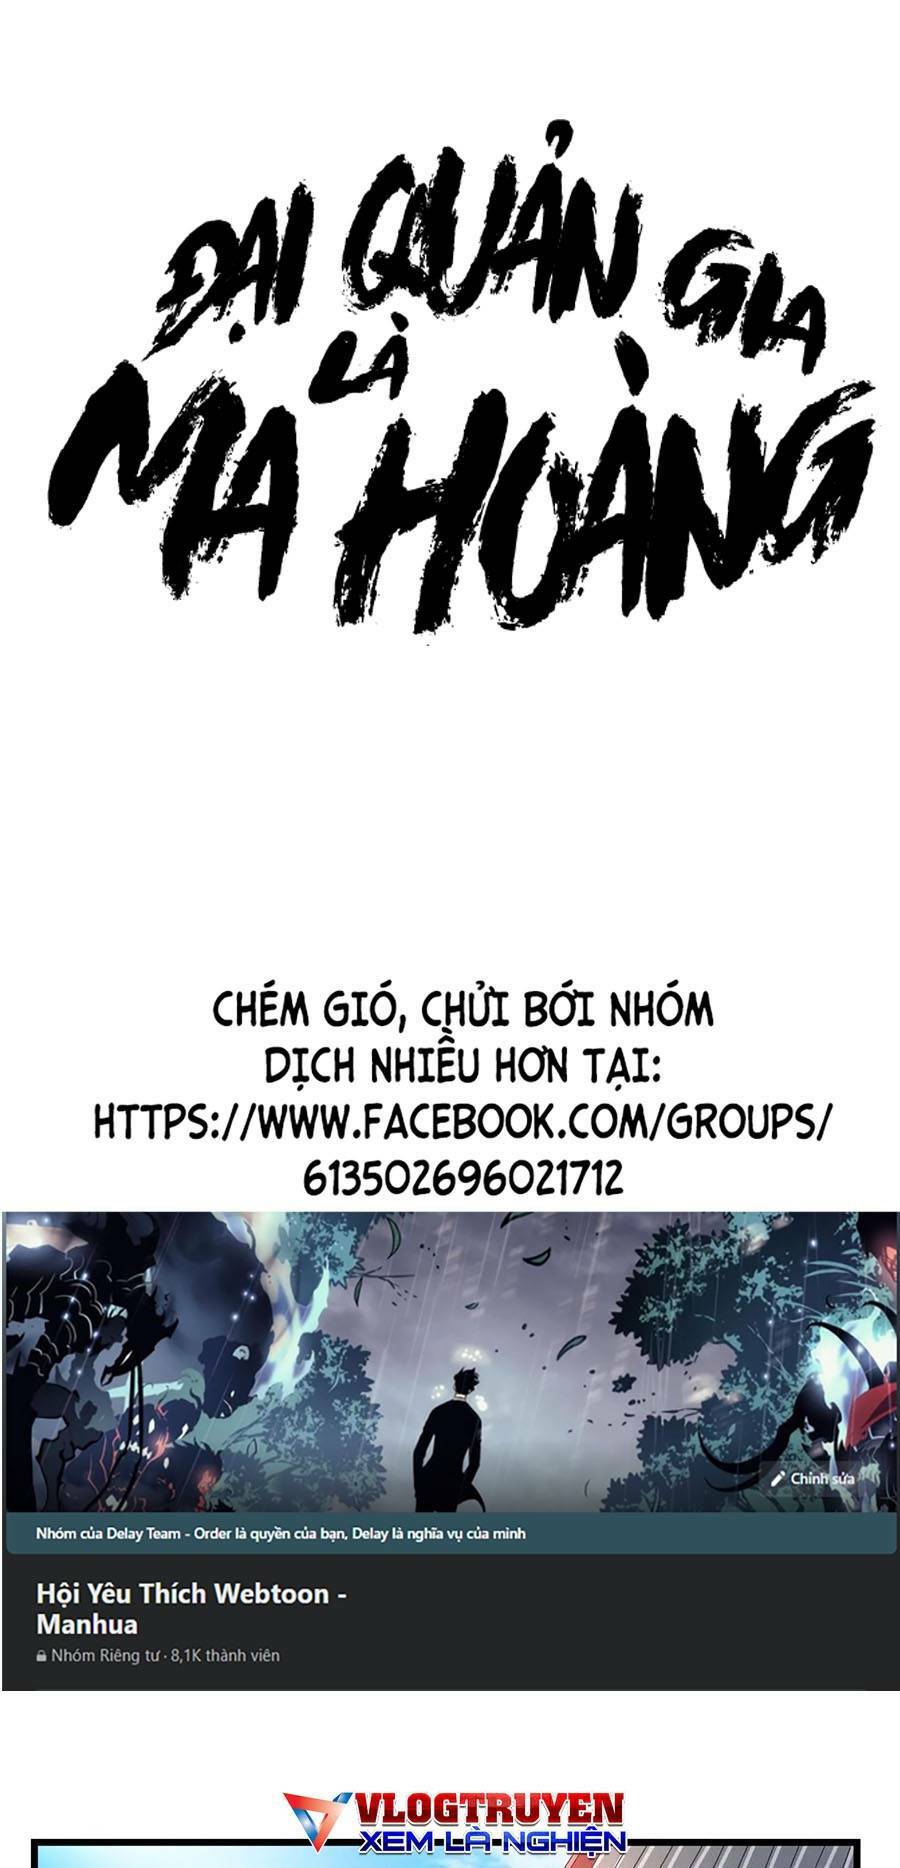 ĐẠI QUẢN GIA
LÀ
MA HOÀNG
CHÉM GIÓ, CHỬI BỚI NHÓM
DỊCH NHIỀU HƠN TẠI:
HTTPS://WWW.FACEBOOK.COM/GROUPS/
613502696021712
Chỉnh sửa
Nhóm của Delay Team - Order là quyền của bạn, Delay là nghĩa vụ của mình
Hội Yêu Thích Webtoon -
Manhua
Nhóm Riêng tư · 8,1K thành viên
VLOGTRUYEN
XEM LÀ NGHIỆN